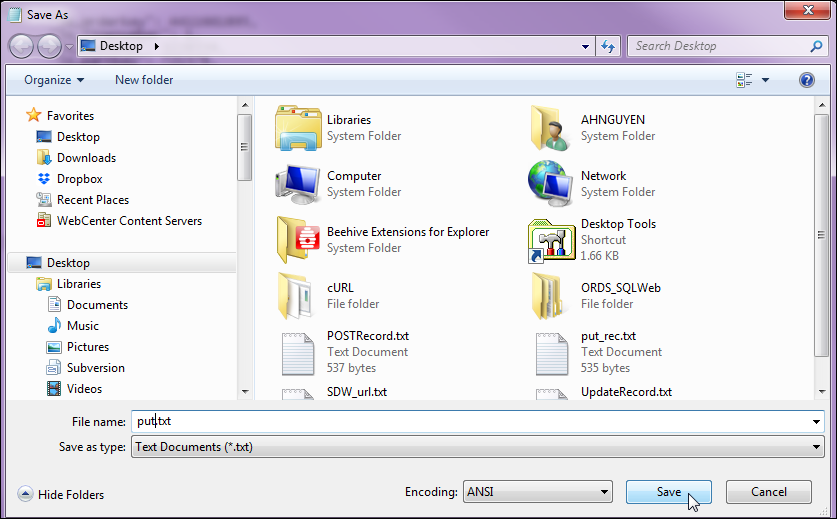 Save As
Desktop
Search Desktop
Organize
New folder
Favorites
Desktop
Downloads
Dropbox
Recent Places
WebCenter Content Servers
Desktop
Libraries
Documents
Music
Pictures
Subversion
Videos
Libraries
System Folder
AHNGUYEN
System Folder
Computer
System Folder
Network
System Folder
Beehive Extensions for Explorer
System Folder
Desktop Tools
Shortcut
1.66 KB
cURL
File folder
ORDS_SQLWeb
File folder
POSTRecord.txt
Text Document
537 bytes
put_rec.txt
Text Document
535 bytes
SDW_url.txt
UpdateRecord.txt
File name: put.txt
Save as type: Text Documents (*.txt)
Hide Folders
Encoding: ANSI
Save
Cancel